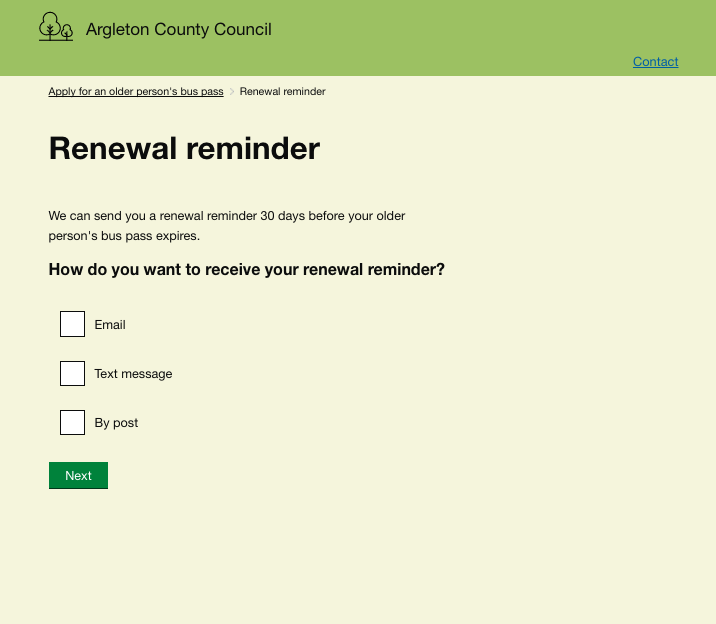 Argleton County Council
Contact
Apply for an older person's bus pass > Renewal reminder
Renewal reminder
We can send you a renewal reminder 30 days before your older
person's bus pass expires.
How do you want to receive your renewal reminder?
Email
Text message
By post
Next